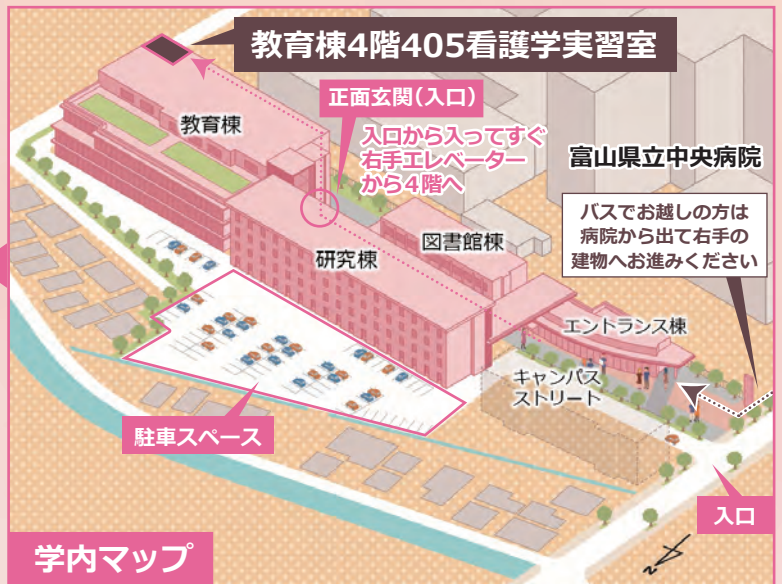 教育棟4階405看護学実習室
正面玄関(入口)
入口から入ってすぐ
右手エレベーター
から4階へ
教育棟
富山県立中央病院
バスでお越しの方は
病院から出て右手の
建物へお進みください
図書館棟
研究棟
エントランス棟
キャンパス
ストリート
駐車スペース
入口
学内マップ